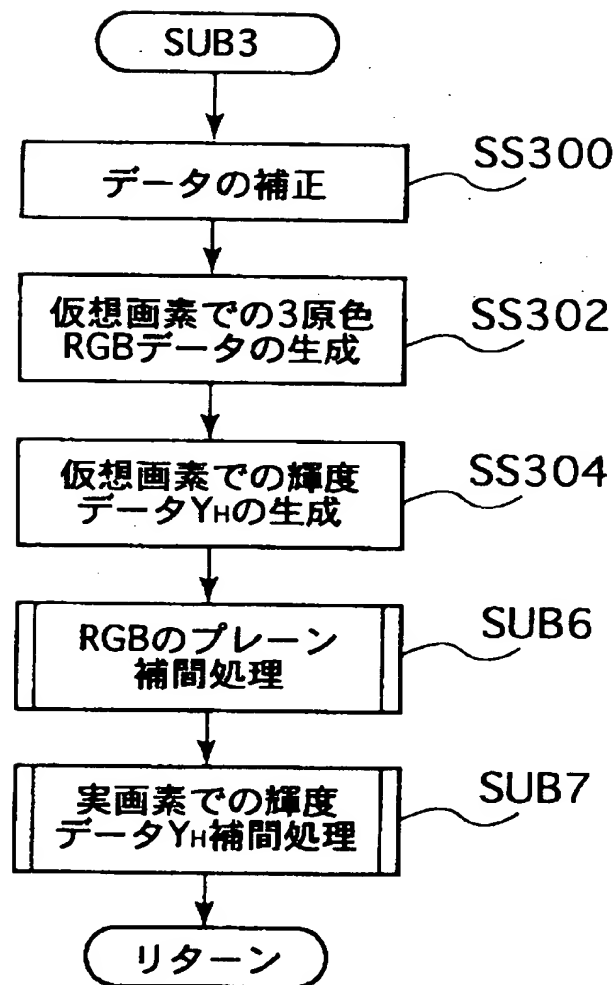 SUB3
データの補正
SS300
仮想画素での3原色
RGBデータの生成
SS302
仮想画素での輝度
データYHの生成
SS304
RGBのプレーン
補間処理
SUB6
実画素での輝度
データYH補間処理
SUB7
リターン